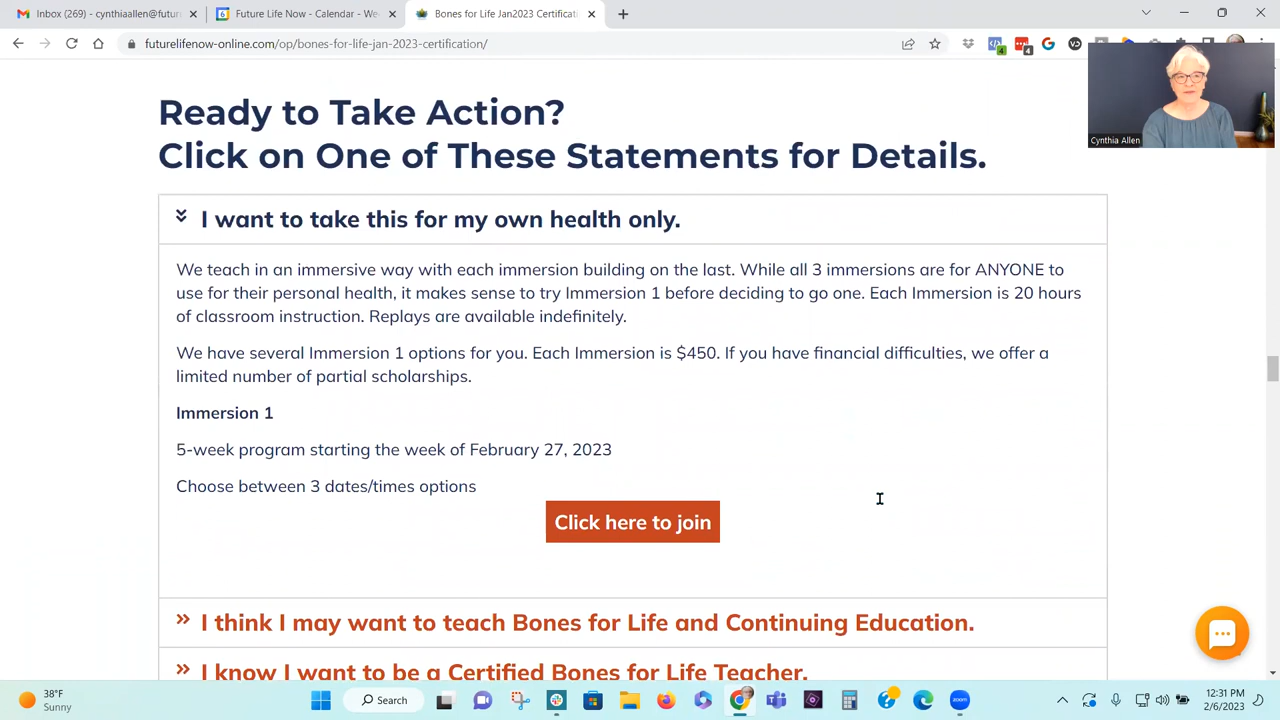 Inbox (269) - cynthiaallen@futur
Future Life Now - Calendar - We
Bones for Life Jan2023 Certificati
futurelifenow-online.com/op/bones-for-life-jan-2023-certification/
4
4
Cynthia Allen
Ready to Take Action?
Click on One of These Statements for Details.
I want to take this for my own health only.
We teach in an immersive way with each immersion building on the last. While all 3 immersions are for ANYONE to
use for their personal health, it makes sense to try Immersion 1 before deciding to go one. Each Immersion is 20 hours
of classroom instruction. Replays are available indefinitely.
We have several Immersion 1 options for you. Each Immersion is $450. If you have financial difficulties, we offer a
limited number of partial scholarships.
Immersion 1
5-week program starting the week of February 27, 2023
Choose between 3 dates/times options
Click here to join
I think I may want to teach Bones for Life and Continuing Education.
I know I want to be a Certified Bones for Life Teacher.
38°F
Sunny
Search
zoom
12:31 PM
2/6/2023